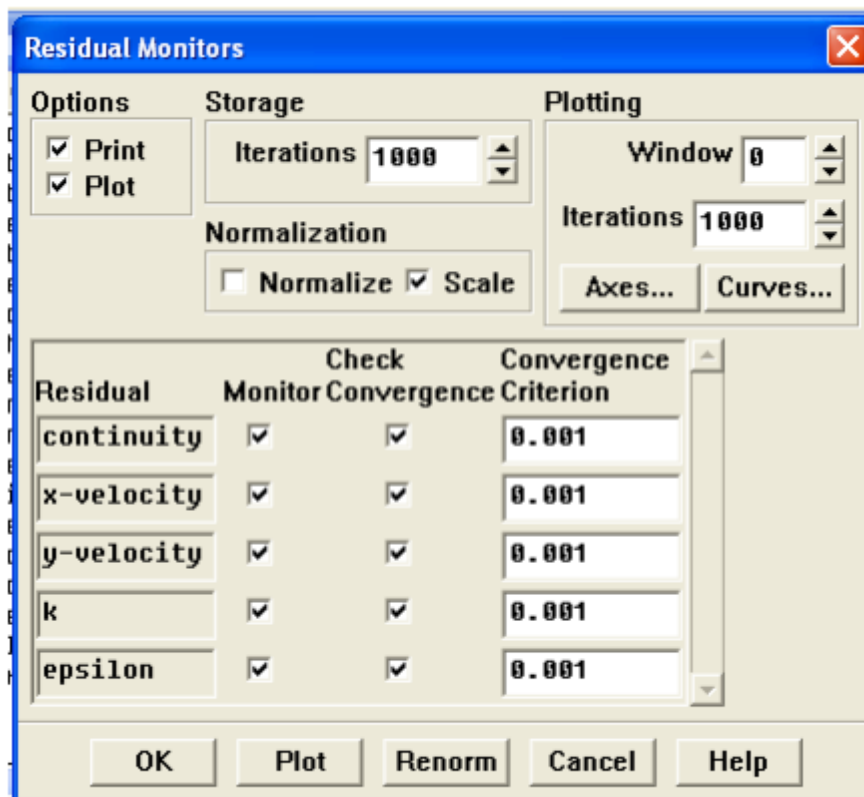 Residual Monitors
Options
Print
Plot
Storage
Iterations 1000
Normalization
Normalize Scale
Plotting
Window 0
Iterations 1000
Axes... Curves...
Residual Monitor Check Convergence Convergence Criterion
continuity 0.001
x-velocity 0.001
y-velocity 0.001
k 0.001
epsilon 0.001
OK Plot Renorm Cancel Help